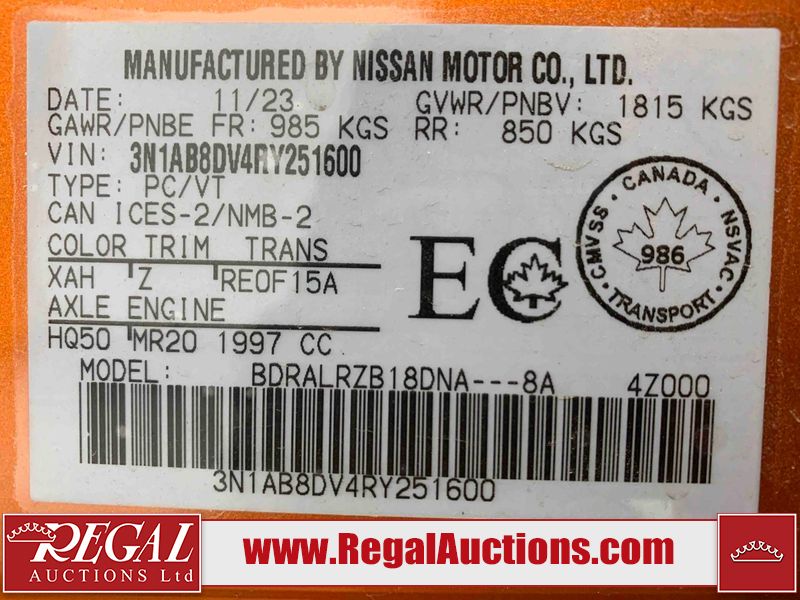 MANUFACTURED BY NISSAN MOTOR CO., LTD.
DATE: 11/23 GVWR/PNBV: 1815 KGS
GAWR/PNBE FR: 985 KGS RR: 850 KGS
VIN: 3N1AB8DV4RY251600
TYPE: PC/VT
CAN ICES-2/NMB-2
COLOR TRIM TRANS
XAH Z RE0F15A
AXLE ENGINE
HQ50 MR20 1997 CC
EC
CANADA
CMVSS · NSVAC
986
TRANSPORT
MODEL: BDRALRZB18DNA---8A 4Z000
3N1AB8DV4RY251600
REGAL
AUCTIONS Ltd
www.RegalAuctions.com